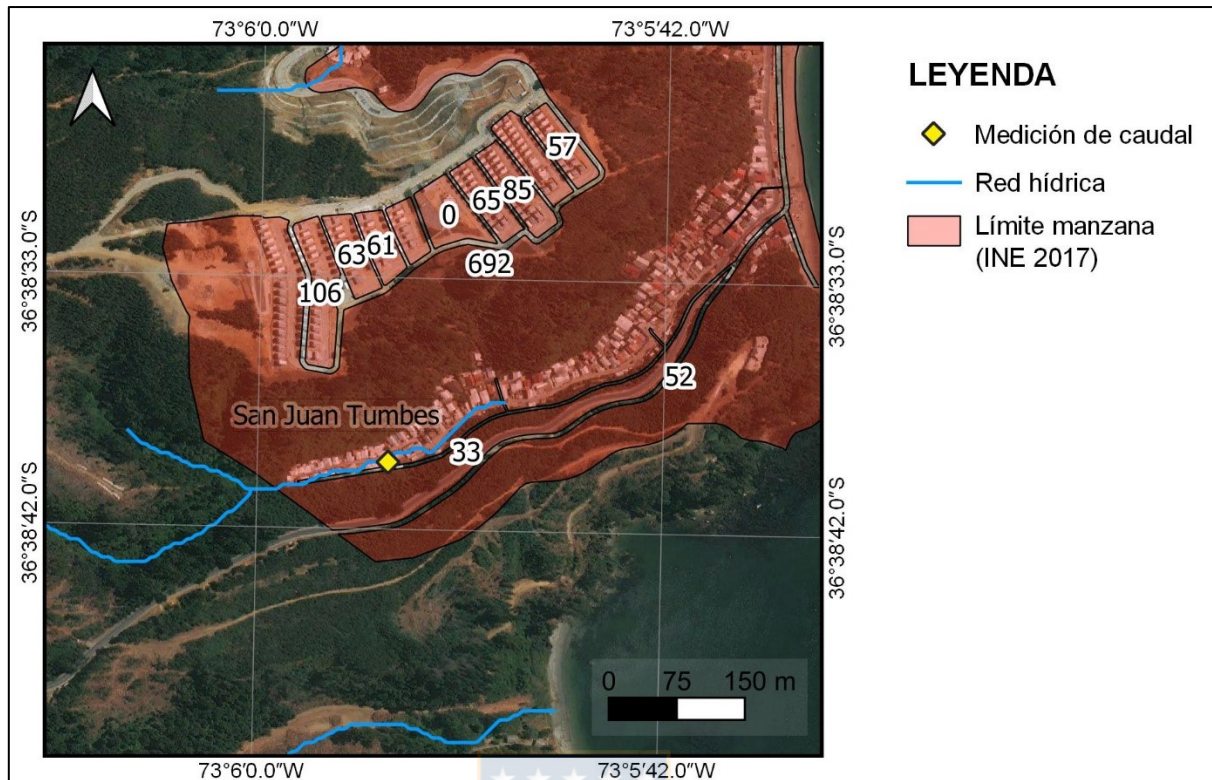 73°6′0.0″W
73°5′42.0″W
36°38′33.0″S
36°38′42.0″S
57
85
65
0
61
63
692
106
52
San Juan Tumbes
33
0 75 150 m
36°38′33.0″S
36°38′42.0″S
73°6′0.0″W
73°5′42.0″W
LEYENDA
Medición de caudal
Red hídrica
Límite manzana
(INE 2017)